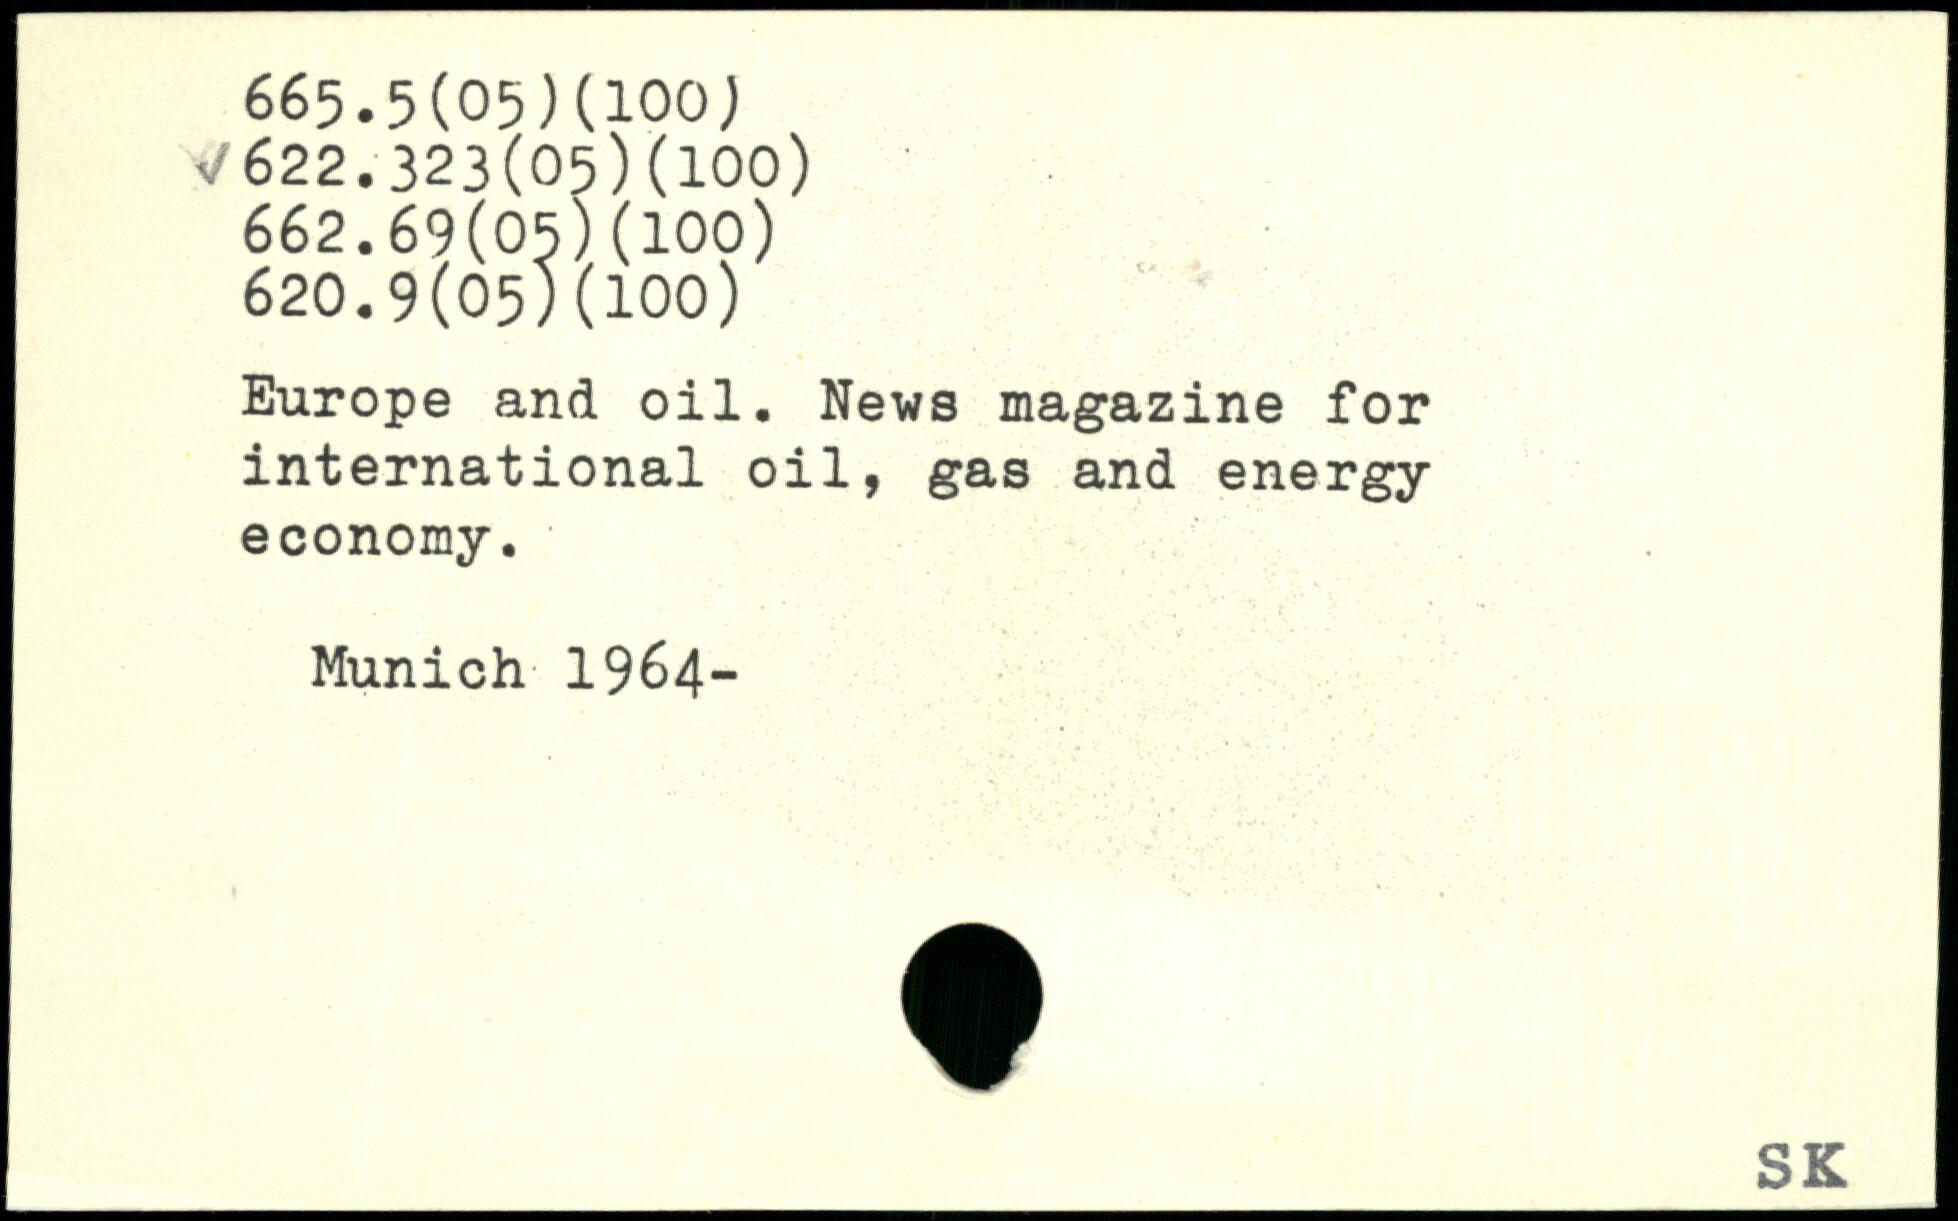 665.5(05)(100)
622.323(05)(100)
662.69(05)(100)
620.9(05)(100)
Europe and oil. News magazine for
international oil, gas and energy
economy.
Munich 1964-
SK